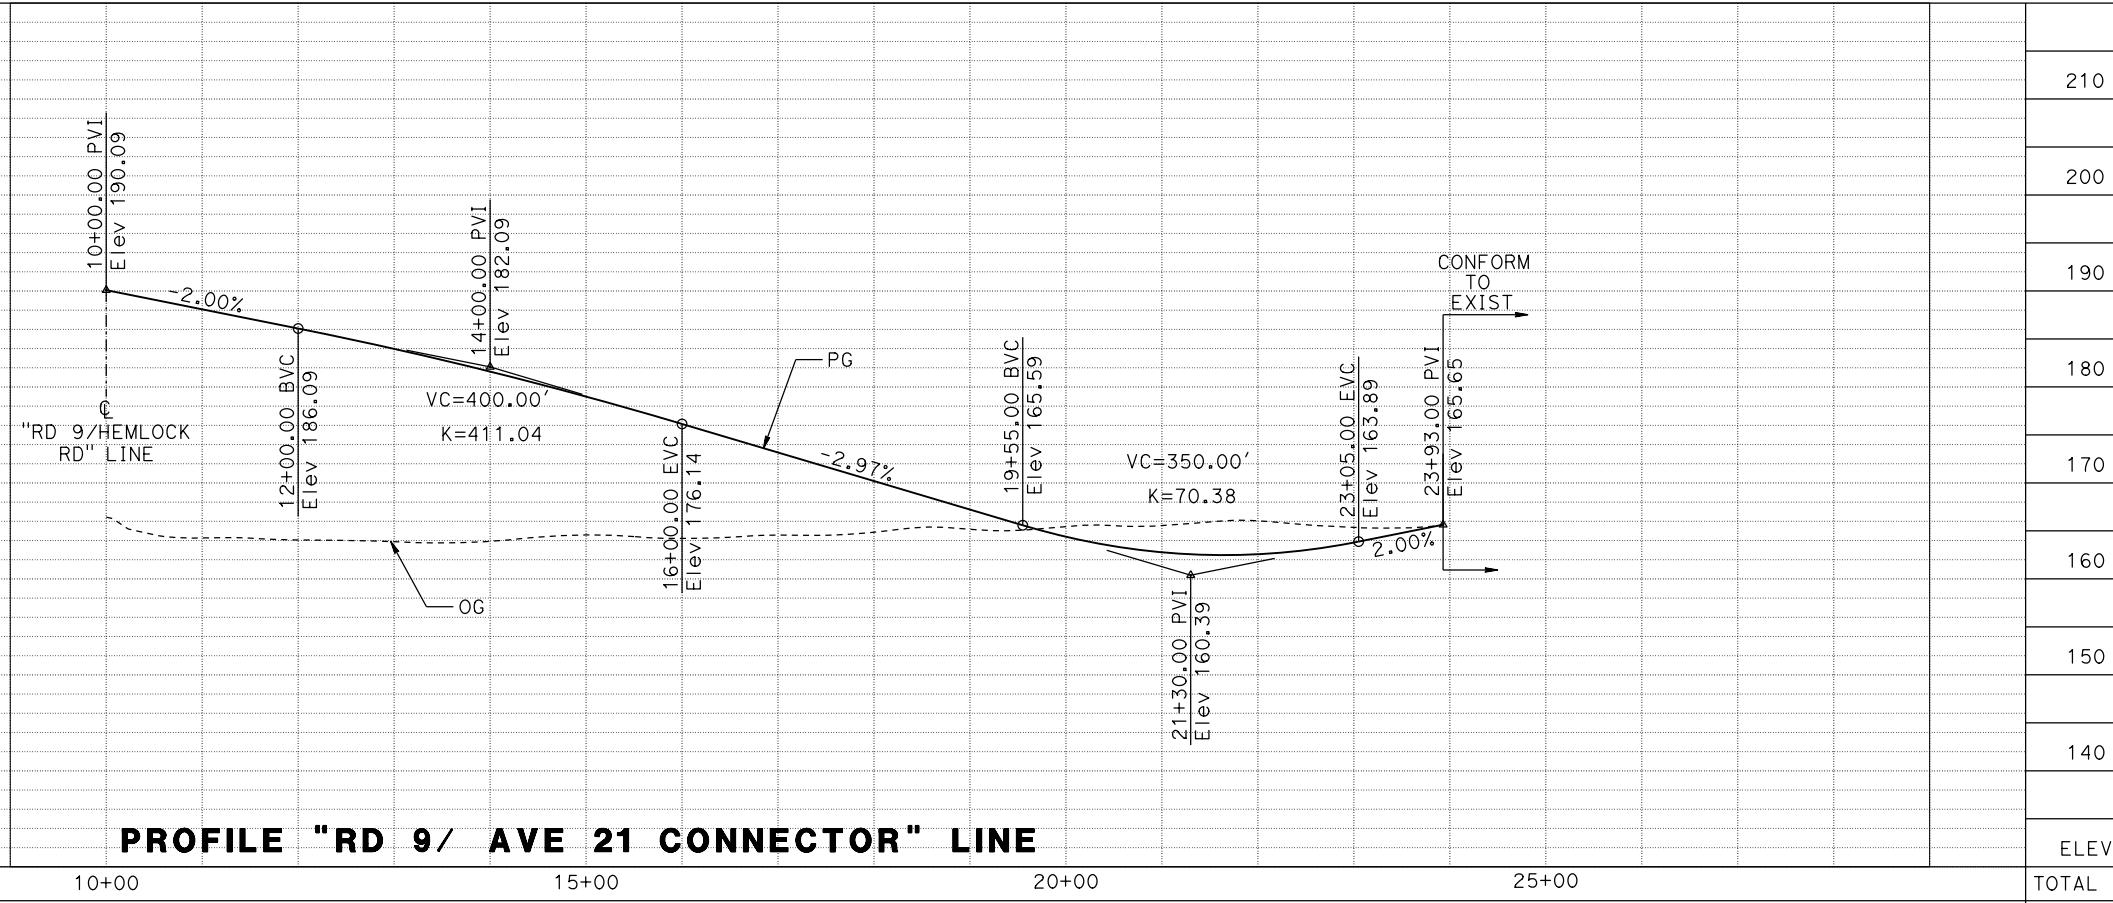 10+00.00 PVI
Elev 190.09
-2.00%
℄
"RD 9/HEMLOCK
RD" LINE
12+00.00 BVC
Elev 186.09
14+00.00 PVI
Elev 182.09
VC=400.00'
K=411.04
OG
16+00.00 EVC
Elev 176.14
PG
-2.97%
19+55.00 BVC
Elev 165.59
VC=350.00'
K=70.38
21+30.00 PVI
Elev 160.39
23+05.00 EVC
Elev 163.89
2.00%
23+93.00 PVI
Elev 165.65
CONFORM
TO
EXIST
210
200
190
180
170
160
150
140
ELEV
PROFILE "RD 9/ AVE 21 CONNECTOR" LINE
10+00 15+00 20+00 25+00
TOTAL